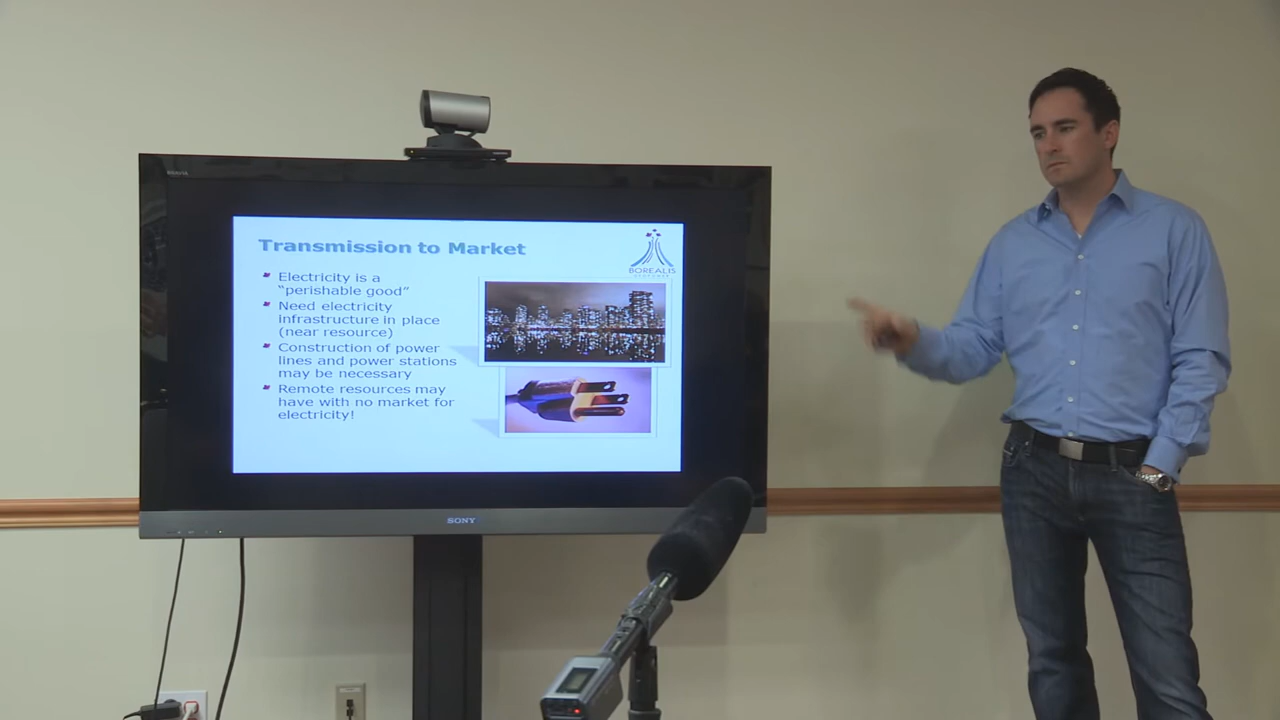 BRAVIA
Transmission to Market
BOREALIS
Electricity is a
"perishable good"
Need electricity
infrastructure in place
(near resource)
Construction of power
lines and power stations
may be necessary
Remote resources may
have with no market for
electricity!
SONY